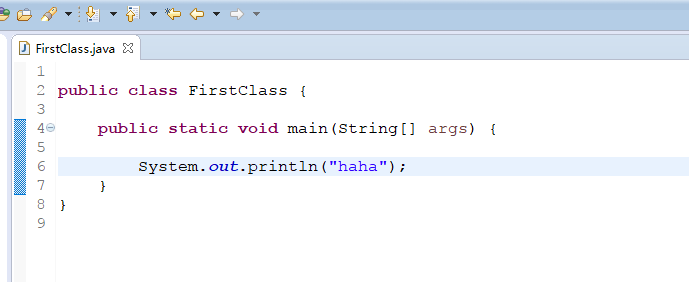 FirstClass.java
1
2 public class FirstClass {
3
4 public static void main(String[] args) {
5
6 System.out.println("haha");
7 }
8 }
9